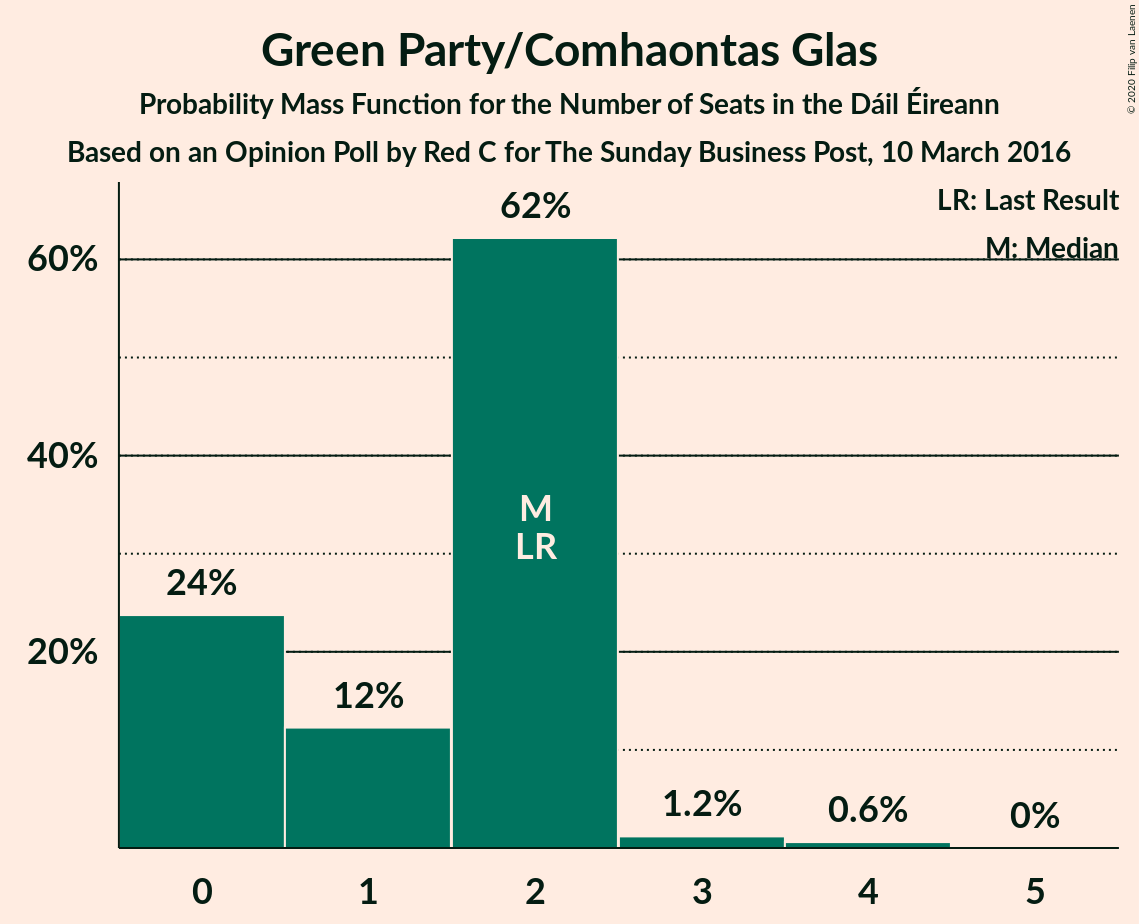 Green Party/Comhaontas Glas
Probability Mass Function for the Number of Seats in the Dáil Éireann
Based on an Opinion Poll by Red C for The Sunday Business Post, 10 March 2016
© 2020 Filip van Laenen
LR: Last Result
M: Median
60%
40%
20%
24%
12%
62%
M
LR
1.2%
0.6%
0%
0 1 2 3 4 5